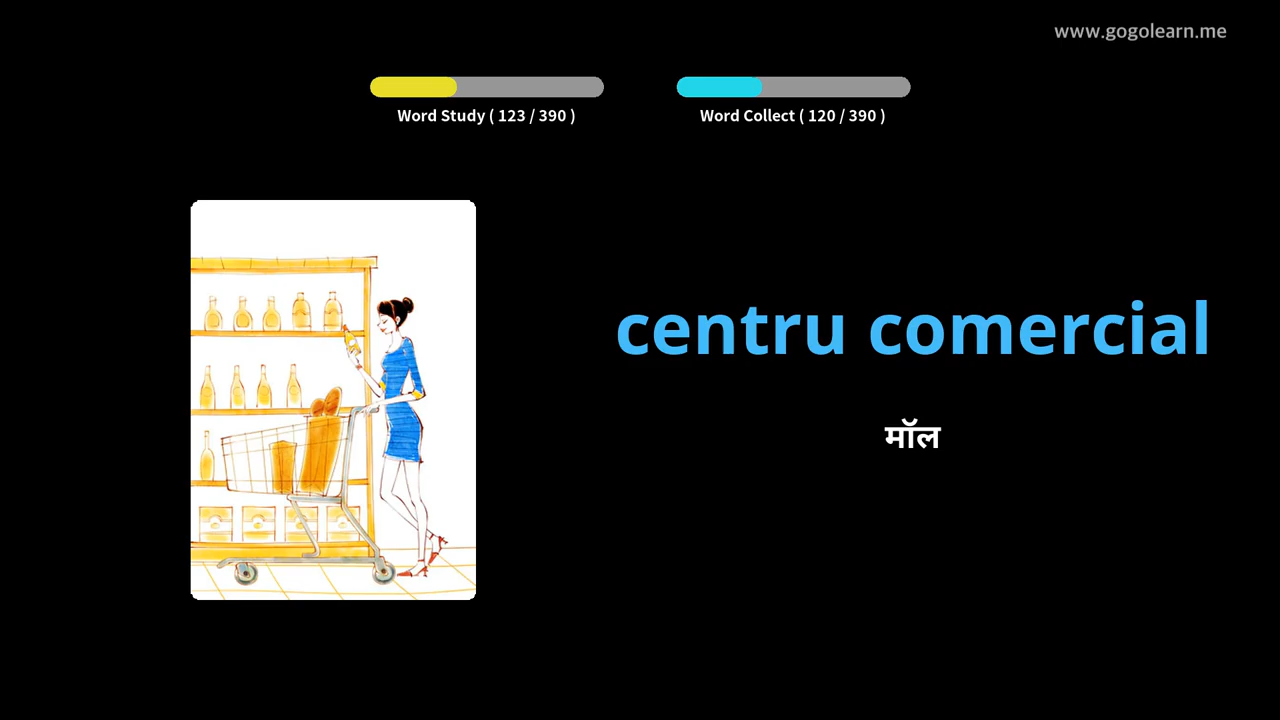 www.gogolearn.me
Word Study ( 123 / 390 )
Word Collect ( 120 / 390 )
centru comercial
मॉल